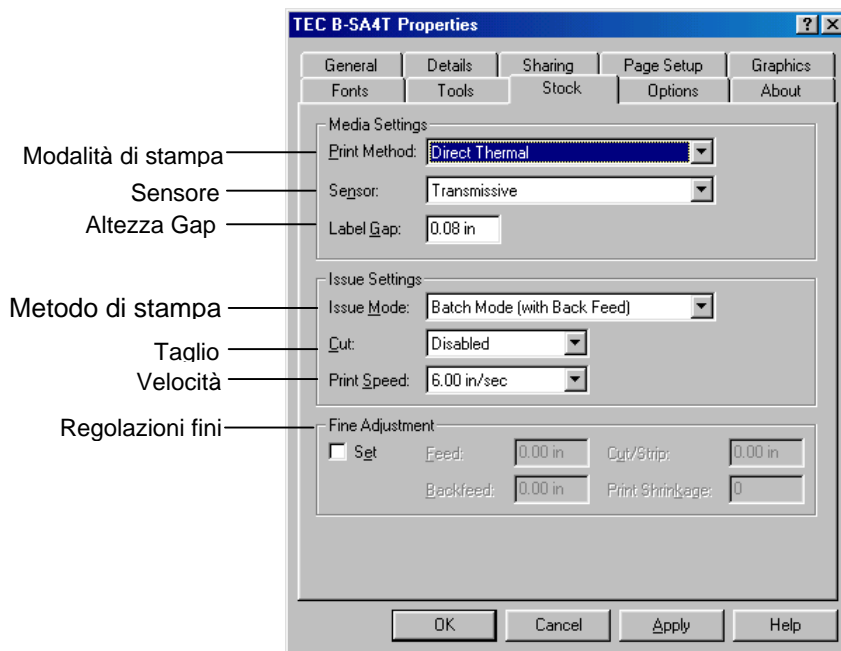 TEC B-SA4T Properties
General Details Sharing Page Setup Graphics
Fonts Tools Stock Options About
Media Settings
Modalità di stampa Print Method: Direct Thermal
Sensore Sensor: Transmissive
Altezza Gap Label Gap: 0.08 in
Issue Settings
Metodo di stampa Issue Mode: Batch Mode (with Back Feed)
Taglio Cut: Disabled
Velocità Print Speed: 6.00 in/sec
Regolazioni fini Fine Adjustment
Set Feed: 0.00 in Cut/Strip: 0.00 in
Backfeed: 0.00 in Print Shrinkage: 0
OK Cancel Apply Help